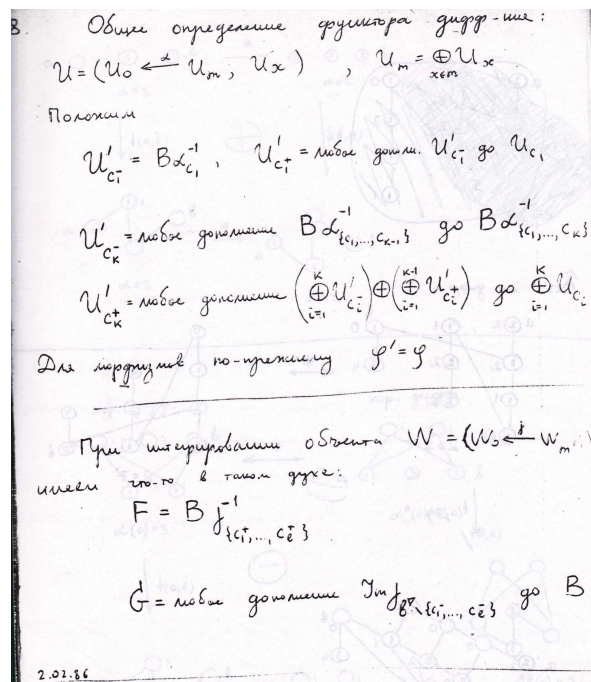 8. Общее определение функтора дифф-ния:
U = (U₀ ←α U_m, U_x), U_m = ⊕_{x∈m} U_x
Положим
U'_{c₁⁻} = Bα⁻¹_{c₁}, U'_{c₁⁺} = любое дополн. U'_{c₁⁻} до U_{c₁}
U'_{c_k⁻} = любое дополнение Bα⁻¹_{{c₁,...,c_{k-1}}} до Bα⁻¹_{{c₁,...,c_k}}
U'_{c_k⁺} = любое дополнение (⊕_{i=1}^{k} U'_{c_i⁻}) ⊕ (⊕_{i=1}^{k-1} U'_{c_i⁺}) до ⊕_{i=1}^{k} U_{c_i}
Для морфизмов по-прежнему φ' = φ
При интегрировании объекта W = (W₀ ←γ W_m,
имеем что-то в таком духе:
F = B γ⁻¹_{{c₁⁺,...,c_ℓ⁺}}
G = любое дополнение Im γ_{\{c₁⁻,...,c_ℓ⁻}} до B
2.02.86